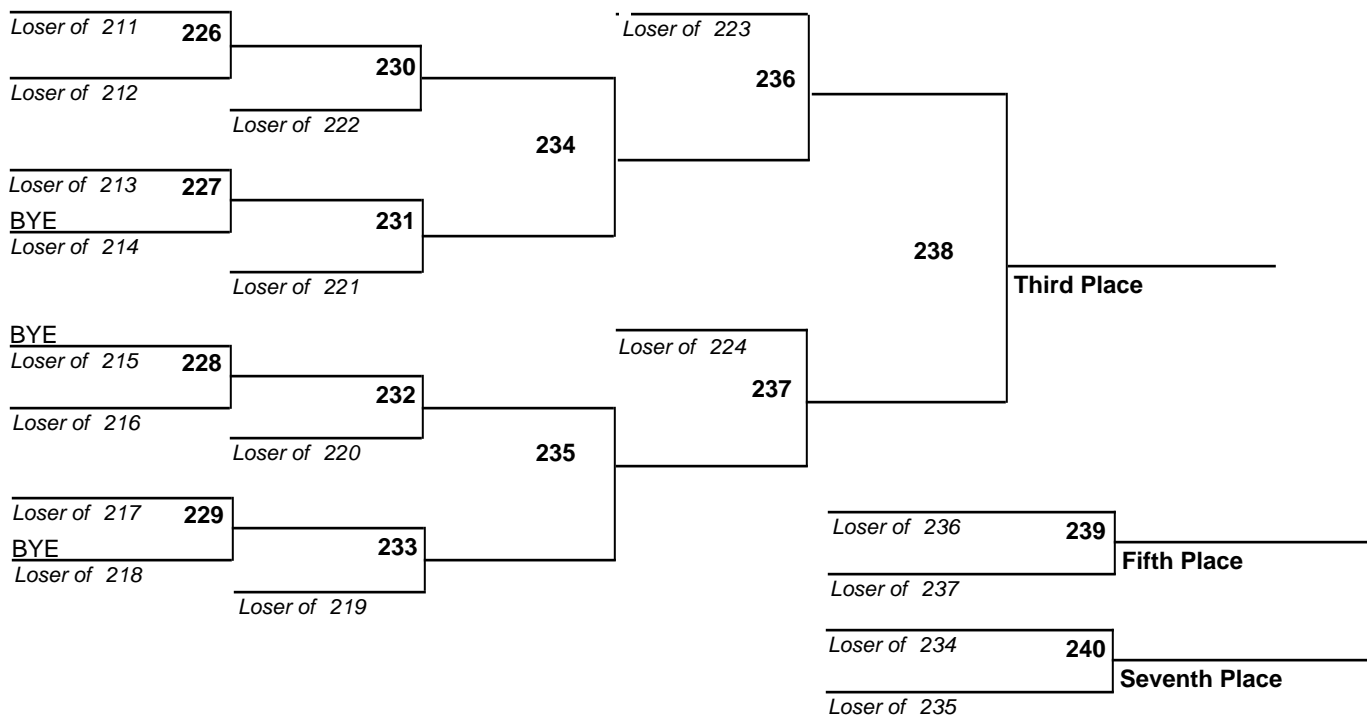 Loser of 211
226
Loser of 223
230
236
Loser of 212
Loser of 222
234
Loser of 213
227
BYE
231
Loser of 214
238
Loser of 221
Third Place
BYE
Loser of 215
228
Loser of 224
232
237
Loser of 216
Loser of 220
235
Loser of 217
229
Loser of 236
239
BYE
233
Fifth Place
Loser of 218
Loser of 237
Loser of 219
Loser of 234
240
Seventh Place
Loser of 235